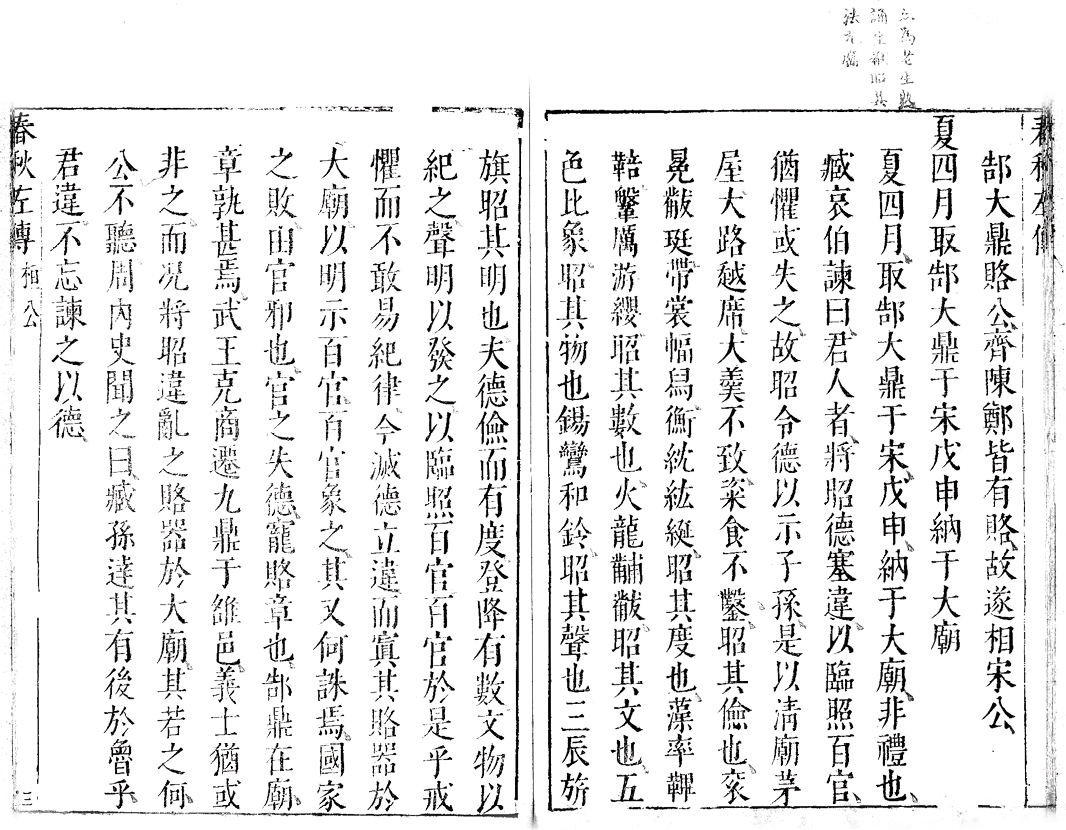 立為老生熟
誦生獻昭其
法尤屬
春秋左傳
郜大鼎賂公齊陳鄭皆有賂故遂相宋公
夏四月取郜大鼎于宋戊申納于大廟
夏四月取郜大鼎于宋戊申納于大廟非禮也
臧哀伯諫曰君人者將昭德塞違以臨照百官
猶懼或失之故昭令德以示子孫是以清廟茅
屋大路越席大羹不致粢食不鑿昭其儉也袞
冕黻珽帶裳幅舄衡紞紘綖昭其度也藻率鞞
鞛鞶厲游纓昭其數也火龍黼黻昭其文也五
色比象昭其物也鍚鸞和鈴昭其聲也三辰旂
旗昭其明也夫德儉而有度登降有數文物以
紀之聲明以發之以臨照百官百官於是乎戒
懼而不敢易紀律今滅德立違而寘其賂器於
大廟以明示百官百官象之其又何誅焉國家
之敗由官邪也官之失德寵賂章也郜鼎在廟
章孰甚焉武王克商遷九鼎于雒邑義士猶或
非之而况將昭違亂之賂器於大廟其若之何
公不聽周內史聞之曰臧孫達其有後於魯乎
君違不忘諫之以德
春秋左傳 桓公 三